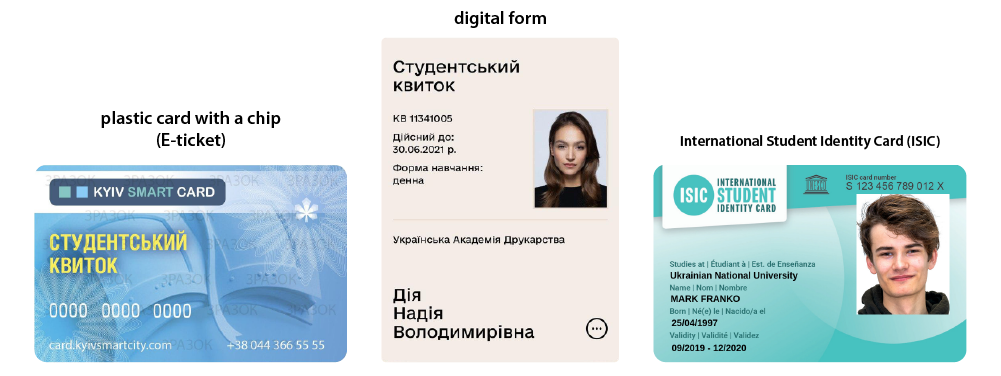 digital form
plastic card with a chip
(E-ticket)
International Student Identity Card (ISIC)
KYIV SMART CARD
ЗРАЗОК
ЗРАЗОК
ЗРАЗОК
СТУДЕНТСЬКИЙ
КВИТОК
ЗРАЗОК
0000 0000 0000
card.kyivsmartcity.com
+38 044 366 55 55
Студентський
квиток
КВ 11341005
Дійсний до:
30.06.2021 р.
Форма навчання:
денна
Українська Академія Друкарства
Дія
Надія
Володимирівна
ISIC
INTERNATIONAL
STUDENT
IDENTITY CARD
ISIC card number
S 123 456 789 012 X
Studies at | Étudiant à | Est. de Enseñanza
Ukrainian National University
Name | Nom | Nombre
MARK FRANKO
Born | Né(e) le | Nacido/a el
25/04/1997
Validity | Validité | Validez
09/2019 - 12/2020